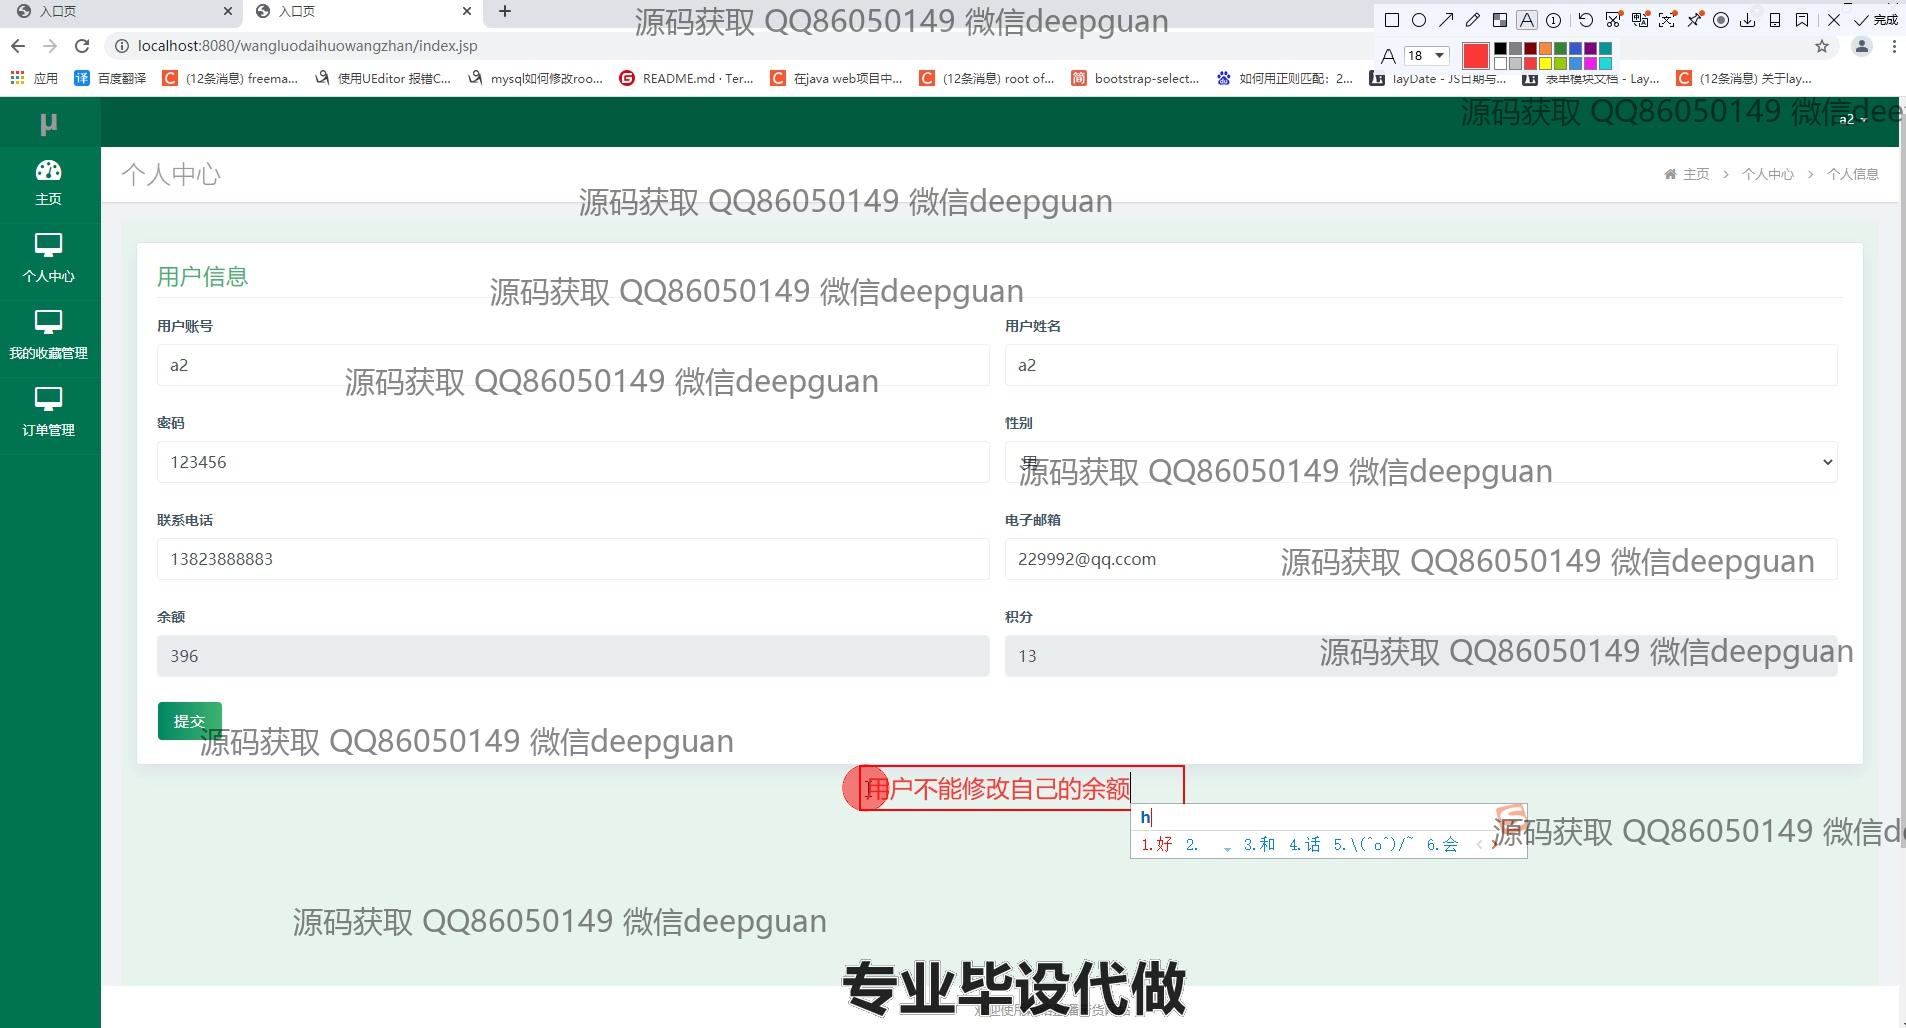 入口页
入口页
源码获取 QQ86050149 微信deepguan
完成
localhost:8080/wangluodaihuowangzhan/index.jsp
A 18
应用
百度翻译
(12条消息) freema...
使用UEditor 报错C...
mysql如何修改roo...
README.md · Ter...
在java web项目中...
(12条消息) root of...
bootstrap-select...
如何用正则匹配：2...
layDate - JS日期与...
表单模块文档 - Lay...
(12条消息) 关于lay...
µ
源码获取 QQ86050149 微信dee
a2
主页
个人中心
我的收藏管理
订单管理
个人中心
主页 > 个人中心 > 个人信息
源码获取 QQ86050149 微信deepguan
用户信息
源码获取 QQ86050149 微信deepguan
用户账号
a2
用户姓名
a2
源码获取 QQ86050149 微信deepguan
密码
123456
性别
男
源码获取 QQ86050149 微信deepguan
联系电话
13823888883
电子邮箱
229992@qq.ccom
源码获取 QQ86050149 微信deepguan
余额
396
积分
13
源码获取 QQ86050149 微信deepguan
提交
源码获取 QQ86050149 微信deepguan
用户不能修改自己的余额
h
1.好 2. 3.和 4.话 5.\(^o^)/~ 6.会
源码获取 QQ86050149 微信d
源码获取 QQ86050149 微信deepguan
专业毕设代做